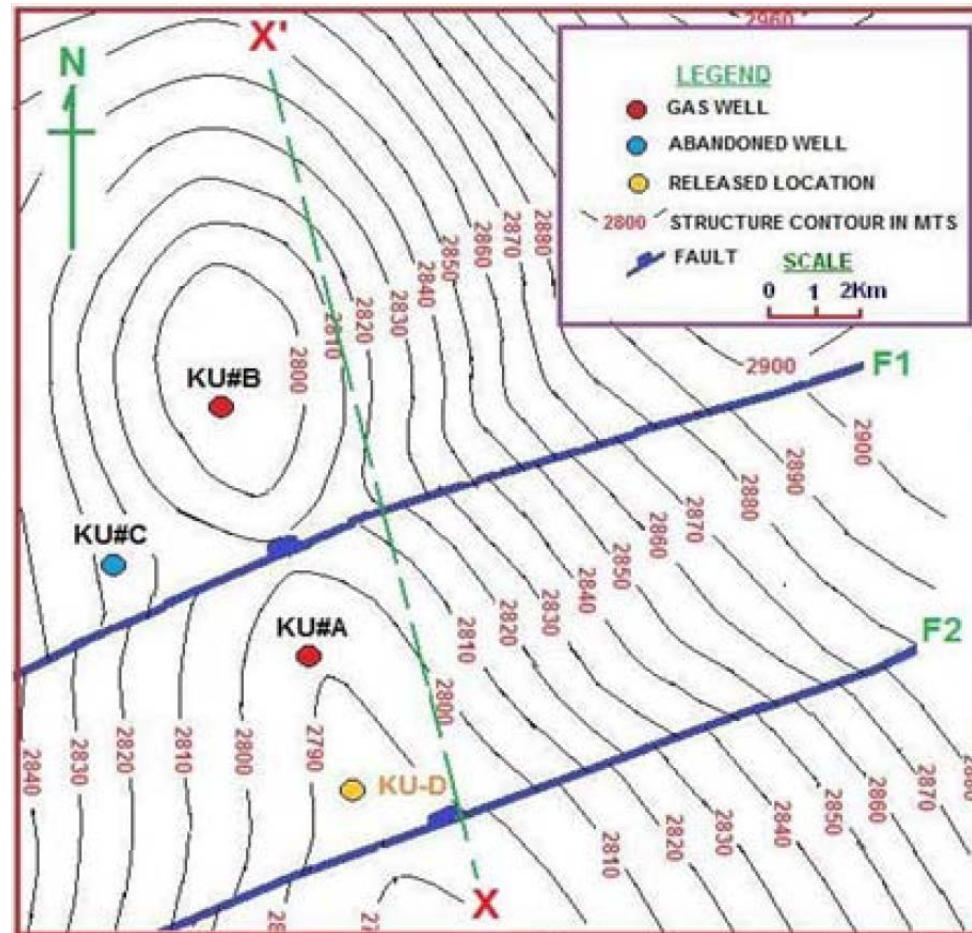 2960
X'
N
LEGEND
GAS WELL
ABANDONED WELL
RELEASED LOCATION
2800 STRUCTURE CONTOUR IN MTS
FAULT
SCALE
0 1 2Km
2880
2870
2860
2850
2840
2830
2820
2810
2800
2900
F1
KU#B
2900
2890
2880
2870
2860
2850
2840
2830
2820
2810
2800
KU#C
KU#A
F2
2840
2830
2820
2810
2800
2790
KU-D
2870
2860
2850
2840
2830
2820
2810
X